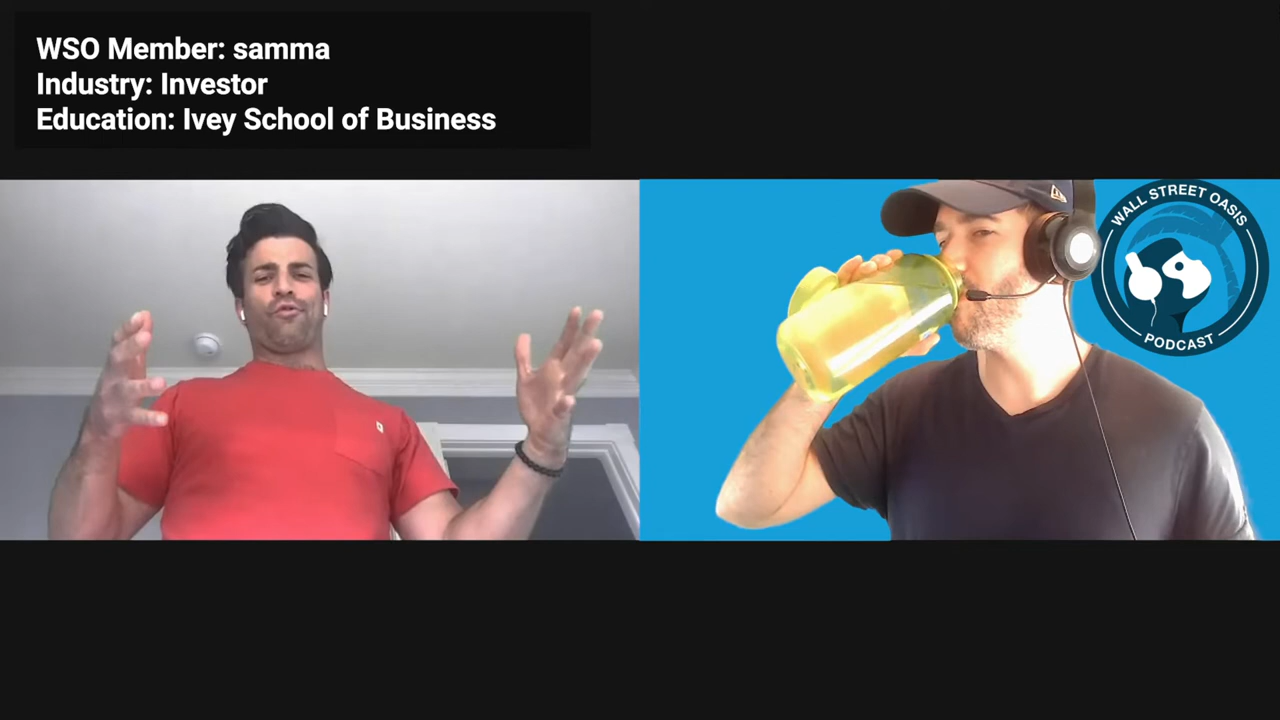 WSO Member: samma
Industry: Investor
Education: Ivey School of Business
WALL STREET OASIS
PODCAST